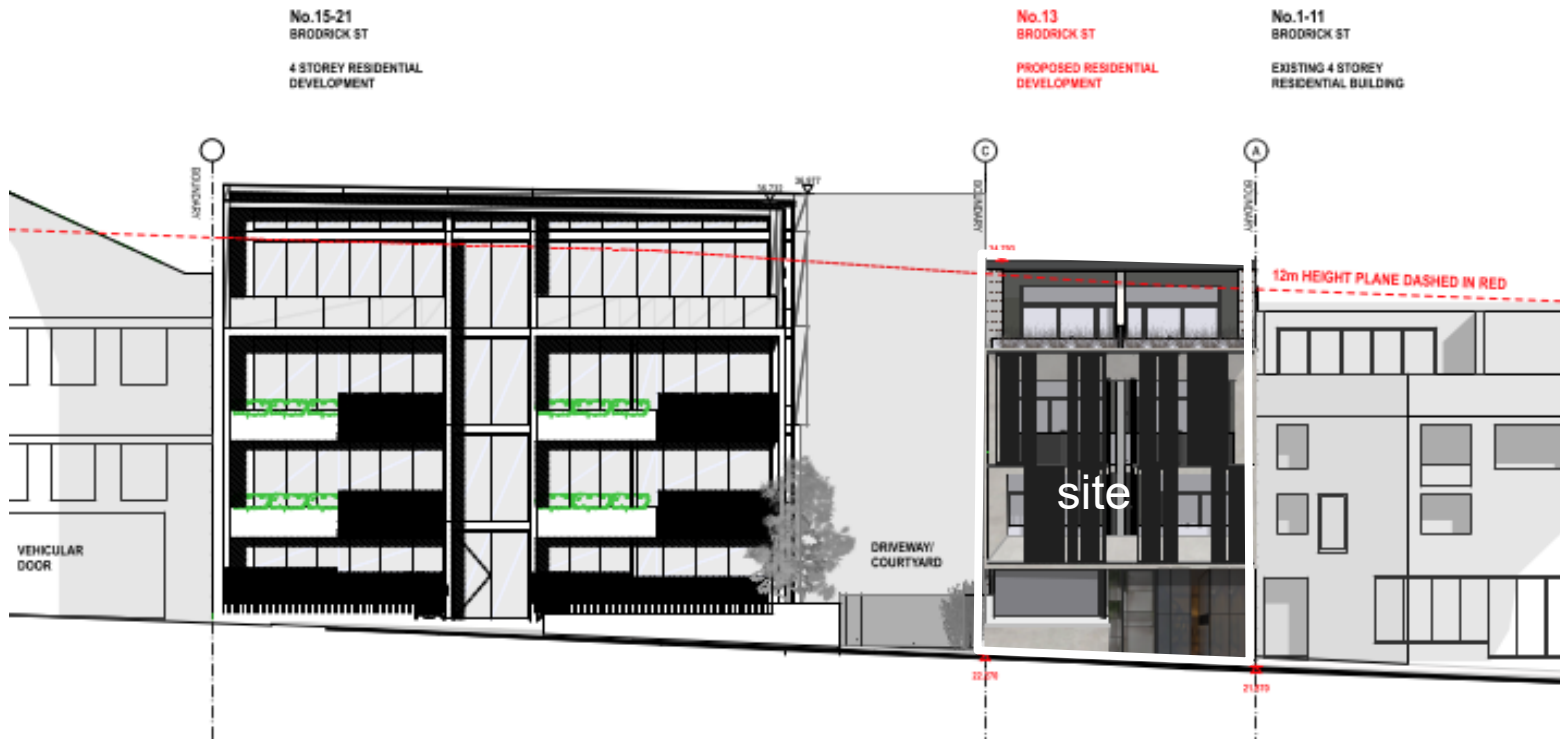 No.15-21
BRODRICK ST
4 STOREY RESIDENTIAL
DEVELOPMENT
No.13
BRODRICK ST
PROPOSED RESIDENTIAL
DEVELOPMENT
No.1-11
BRODRICK ST
EXISTING 4 STOREY
RESIDENTIAL BUILDING
C
A
BOUNDARY
BOUNDARY
BOUNDARY
12m HEIGHT PLANE DASHED IN RED
site
VEHICULAR
DOOR
DRIVEWAY/
COURTYARD